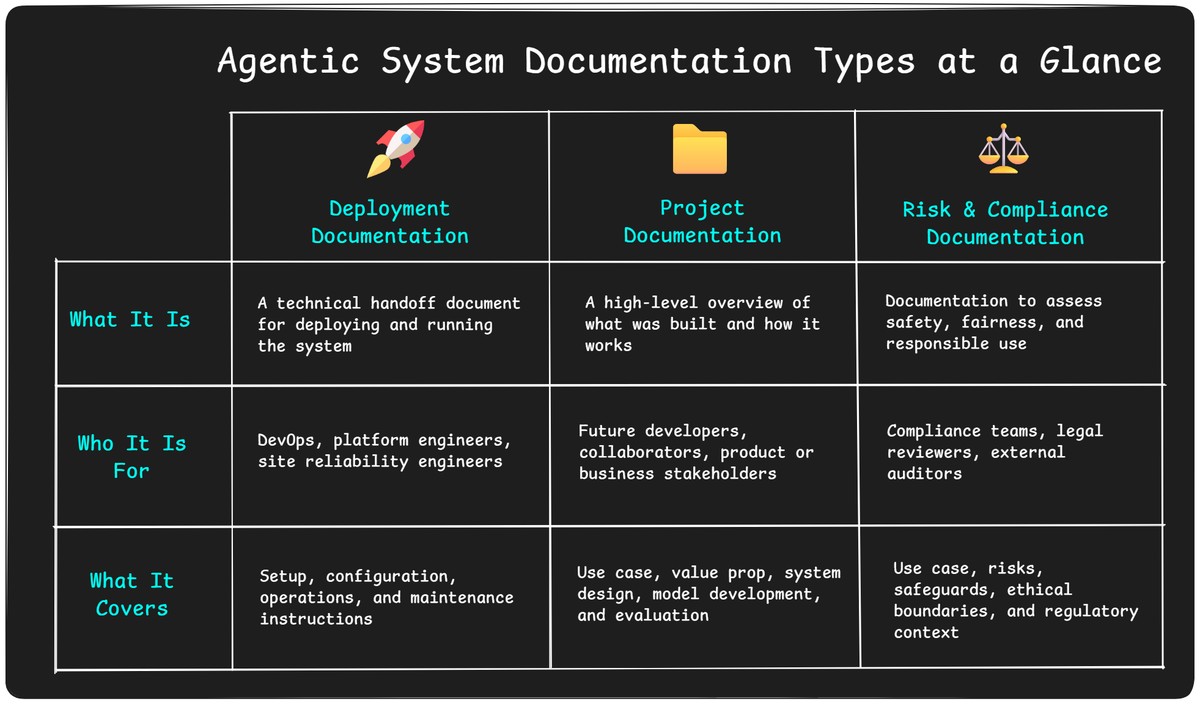 Agentic System Documentation Types at a Glance
Deployment
Documentation
Project
Documentation
Risk & Compliance
Documentation
What It Is
A technical handoff document
for deploying and running
the system
A high-level overview of
what was built and how it
works
Documentation to assess
safety, fairness, and
responsible use
Who It Is
For
DevOps, platform engineers,
site reliability engineers
Future developers,
collaborators, product or
business stakeholders
Compliance teams, legal
reviewers, external
auditors
What It
Covers
Setup, configuration,
operations, and maintenance
instructions
Use case, value prop, system
design, model development,
and evaluation
Use case, risks,
safeguards, ethical
boundaries, and regulatory
context